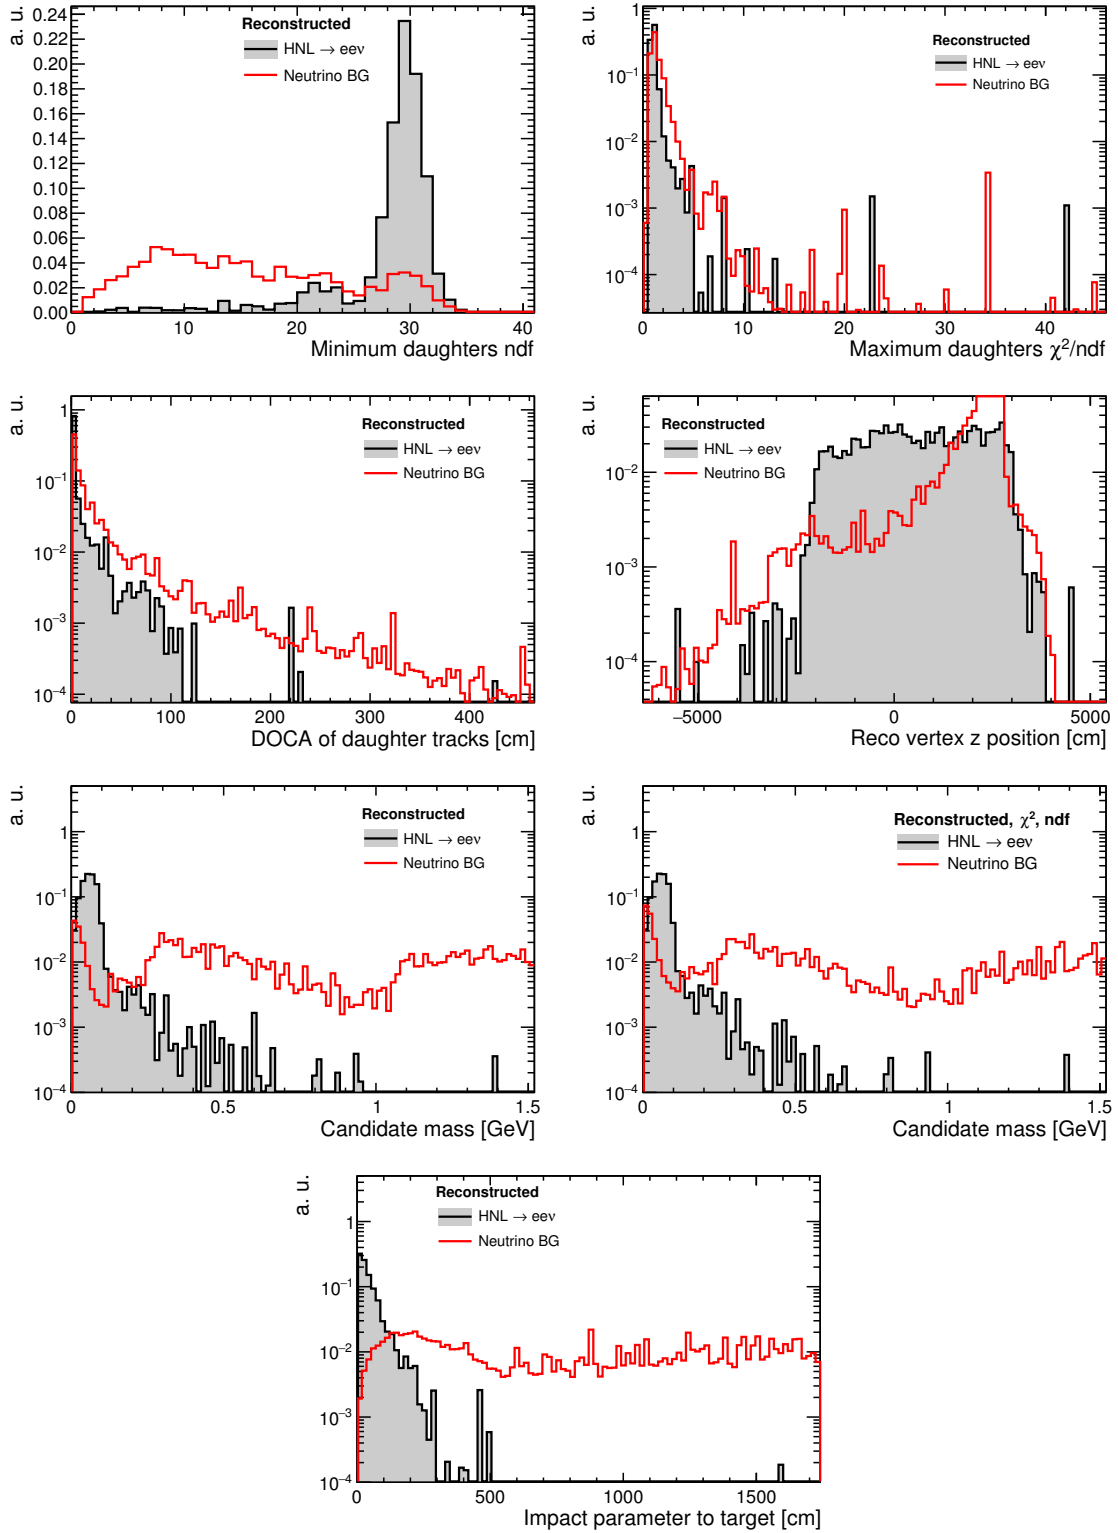 a. u.
0.24
0.22
0.20
0.18
0.16
0.14
0.12
0.10
0.08
0.06
0.04
0.02
0.00
Reconstructed
HNL → eeν
Neutrino BG
0 10 20 30 40
Minimum daughters ndf
a. u.
1
10⁻¹
10⁻²
10⁻³
10⁻⁴
Reconstructed
HNL → eeν
Neutrino BG
0 10 20 30 40
Maximum daughters χ²/ndf
a. u.
1
10⁻¹
10⁻²
10⁻³
10⁻⁴
Reconstructed
HNL → eeν
Neutrino BG
0 100 200 300 400
DOCA of daughter tracks [cm]
a. u.
10⁻²
10⁻³
10⁻⁴
Reconstructed
HNL → eeν
Neutrino BG
−5000 0 5000
Reco vertex z position [cm]
a. u.
1
10⁻¹
10⁻²
10⁻³
10⁻⁴
Reconstructed
HNL → eeν
Neutrino BG
0 0.5 1 1.5
Candidate mass [GeV]
a. u.
1
10⁻¹
10⁻²
10⁻³
10⁻⁴
Reconstructed, χ², ndf
HNL → eeν
Neutrino BG
0 0.5 1 1.5
Candidate mass [GeV]
a. u.
1
10⁻¹
10⁻²
10⁻³
10⁻⁴
Reconstructed
HNL → eeν
Neutrino BG
0 500 1000 1500
Impact parameter to target [cm]